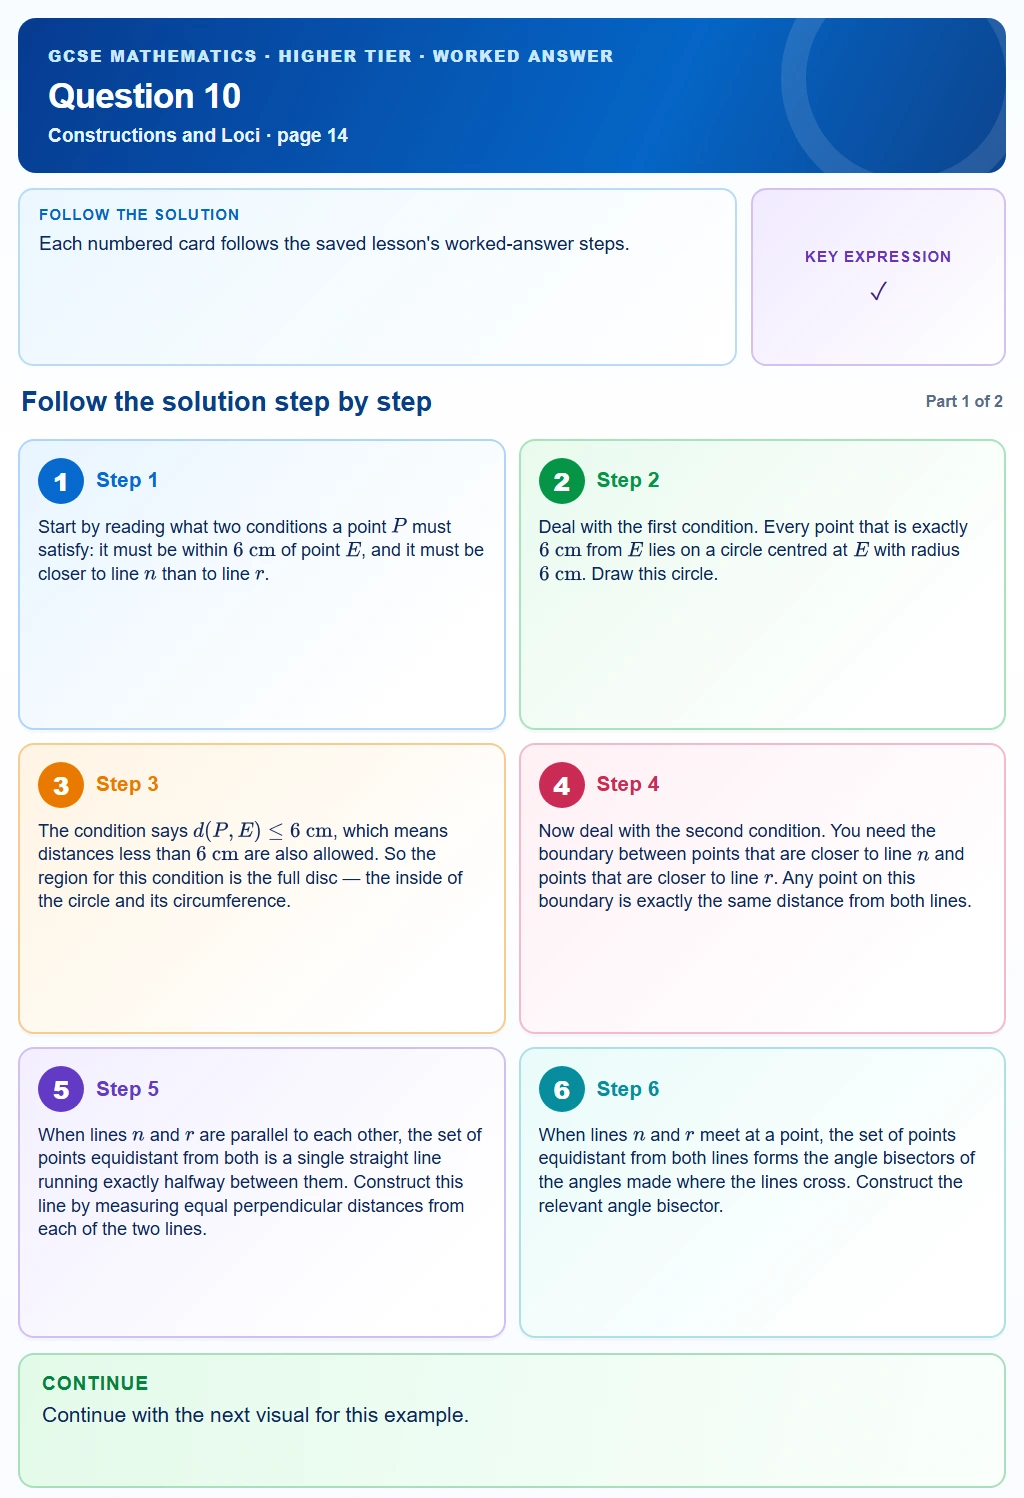 GCSE MATHEMATICS · HIGHER TIER · WORKED ANSWER
Question 10
Constructions and Loci · page 14
FOLLOW THE SOLUTION
Each numbered card follows the saved lesson's worked-answer steps.
KEY EXPRESSION
✓
Follow the solution step by step
Part 1 of 2
1 Step 1
Start by reading what two conditions a point P must
satisfy: it must be within 6 cm of point E, and it must be
closer to line n than to line r.
2 Step 2
Deal with the first condition. Every point that is exactly
6 cm from E lies on a circle centred at E with radius
6 cm. Draw this circle.
3 Step 3
The condition says d(P, E) ≤ 6 cm, which means
distances less than 6 cm are also allowed. So the
region for this condition is the full disc — the inside of
the circle and its circumference.
4 Step 4
Now deal with the second condition. You need the
boundary between points that are closer to line n and
points that are closer to line r. Any point on this
boundary is exactly the same distance from both lines.
5 Step 5
When lines n and r are parallel to each other, the set of
points equidistant from both is a single straight line
running exactly halfway between them. Construct this
line by measuring equal perpendicular distances from
each of the two lines.
6 Step 6
When lines n and r meet at a point, the set of points
equidistant from both lines forms the angle bisectors of
the angles made where the lines cross. Construct the
relevant angle bisector.
CONTINUE
Continue with the next visual for this example.